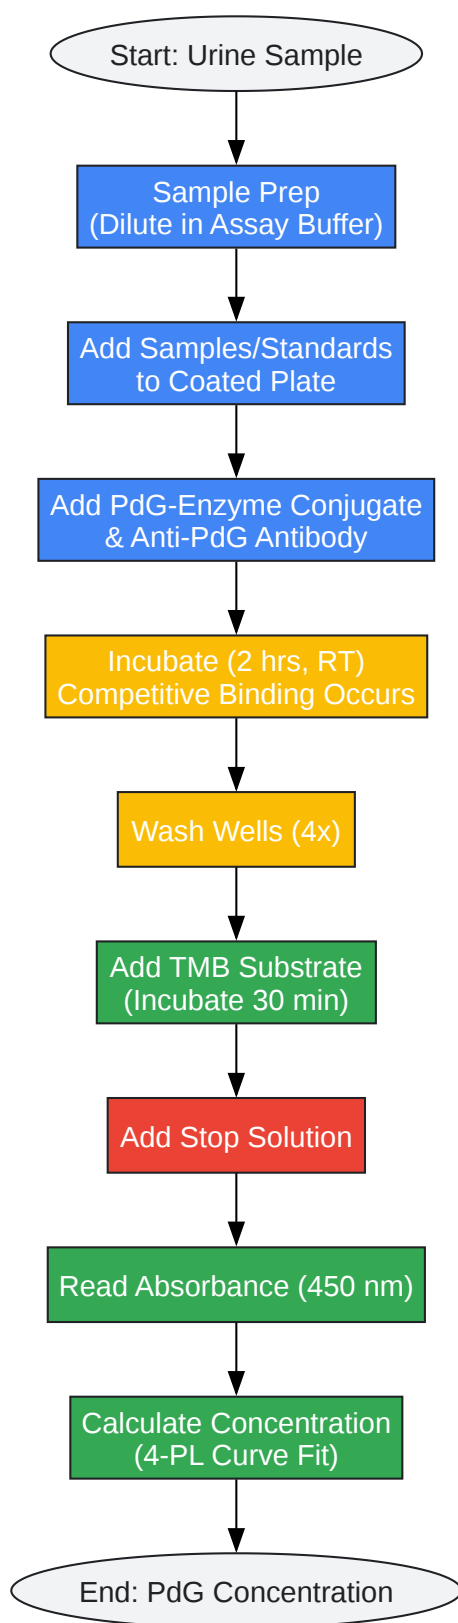 Start: Urine Sample
Sample Prep
(Dilute in Assay Buffer)
Add Samples/Standards
to Coated Plate
Add PdG-Enzyme Conjugate
& Anti-PdG Antibody
Incubate (2 hrs, RT)
Competitive Binding Occurs
Wash Wells (4x)
Add TMB Substrate
(Incubate 30 min)
Add Stop Solution
Read Absorbance (450 nm)
Calculate Concentration
(4-PL Curve Fit)
End: PdG Concentration